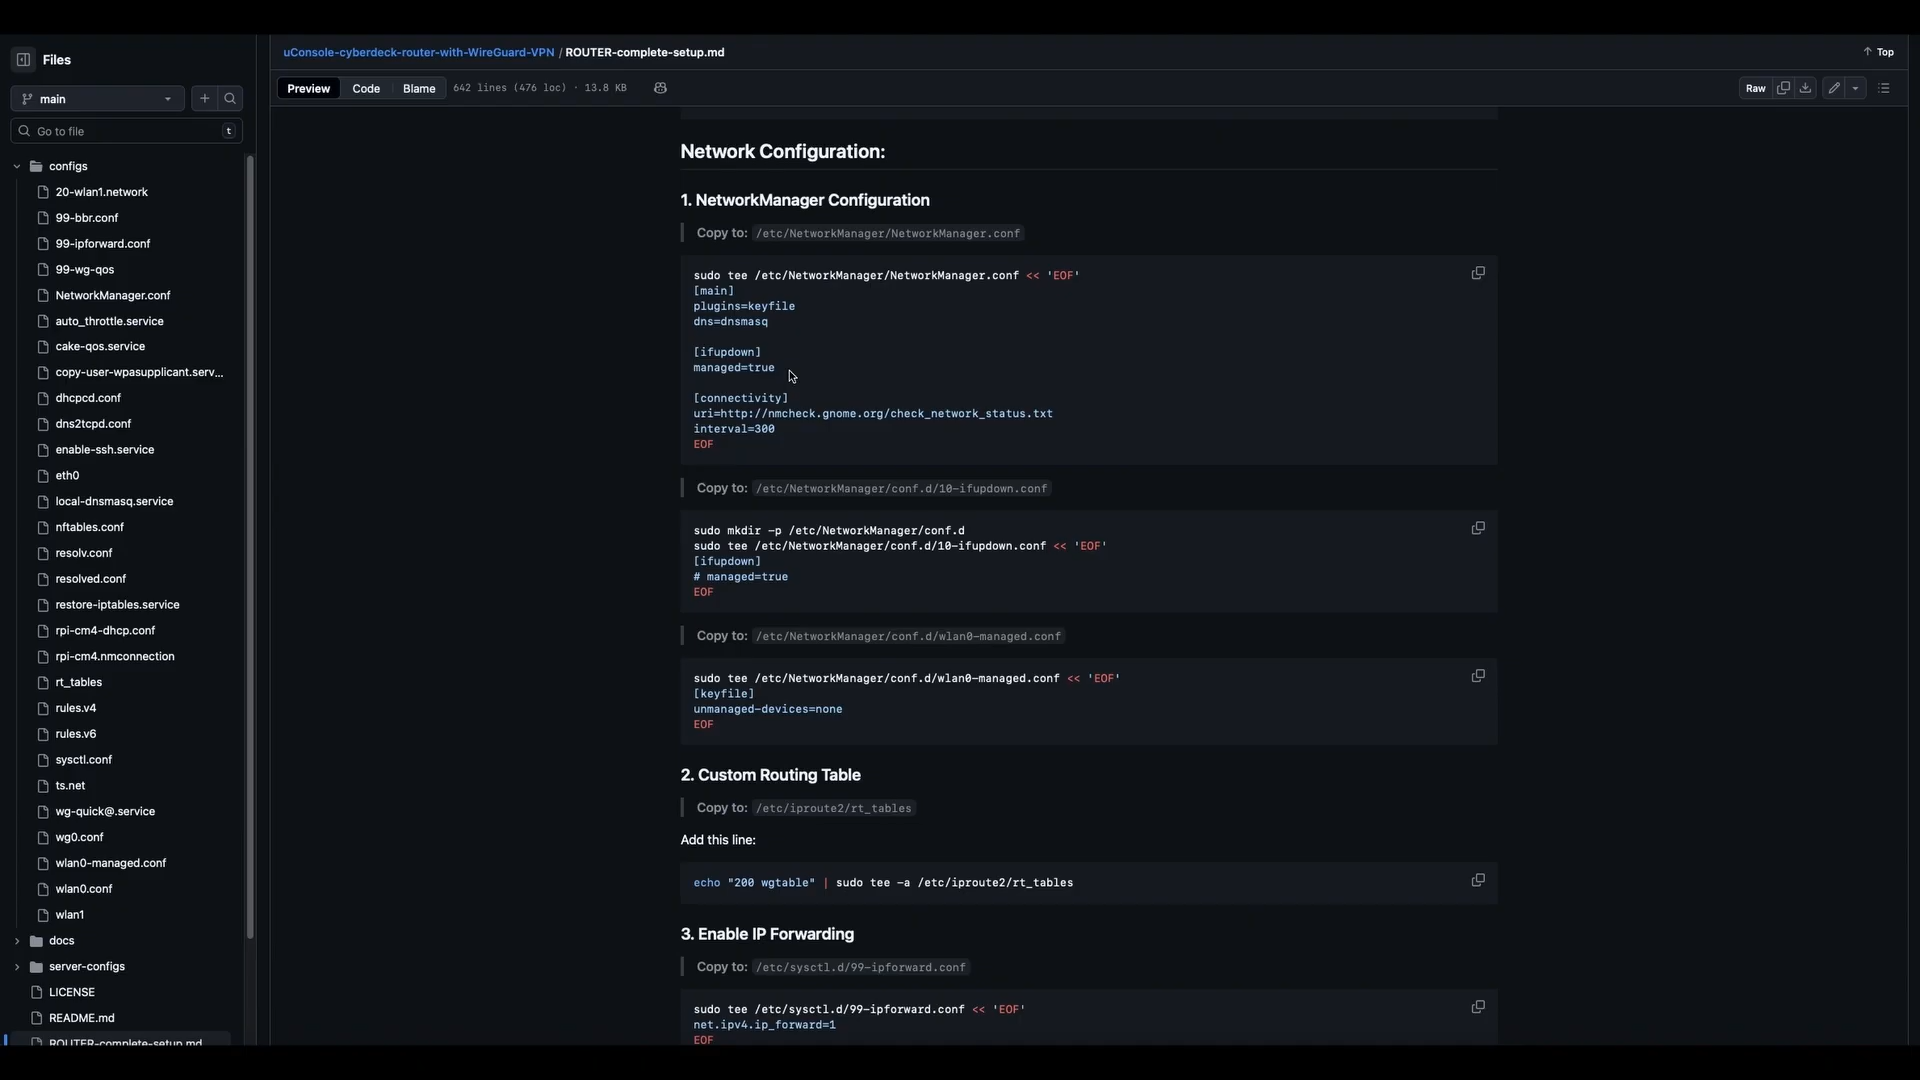 Files
main
Go to file
t
configs
20-wlan1.network
99-bbr.conf
99-ipforward.conf
99-wg-qos
NetworkManager.conf
auto_throttle.service
cake-qos.service
copy-user-wpasupplicant.serv...
dhcpcd.conf
dns2tcpd.conf
enable-ssh.service
eth0
local-dnsmasq.service
nftables.conf
resolv.conf
resolved.conf
restore-iptables.service
rpi-cm4-dhcp.conf
rpi-cm4.nmconnection
rt_tables
rules.v4
rules.v6
sysctl.conf
ts.net
wg-quick@.service
wg0.conf
wlan0-managed.conf
wlan0.conf
wlan1
docs
server-configs
LICENSE
README.md
ROUTER-complete-setup.md
uConsole-cyberdeck-router-with-WireGuard-VPN / ROUTER-complete-setup.md
Top
Preview Code Blame 642 lines (476 loc) · 13.8 KB
Raw
Network Configuration:
1. NetworkManager Configuration
Copy to: /etc/NetworkManager/NetworkManager.conf
sudo tee /etc/NetworkManager/NetworkManager.conf << 'EOF'
[main]
plugins=keyfile
dns=dnsmasq
[ifupdown]
managed=true
[connectivity]
uri=http://nmcheck.gnome.org/check_network_status.txt
interval=300
EOF
Copy to: /etc/NetworkManager/conf.d/10-ifupdown.conf
sudo mkdir -p /etc/NetworkManager/conf.d
sudo tee /etc/NetworkManager/conf.d/10-ifupdown.conf << 'EOF'
[ifupdown]
# managed=true
EOF
Copy to: /etc/NetworkManager/conf.d/wlan0-managed.conf
sudo tee /etc/NetworkManager/conf.d/wlan0-managed.conf << 'EOF'
[keyfile]
unmanaged-devices=none
EOF
2. Custom Routing Table
Copy to: /etc/iproute2/rt_tables
Add this line:
echo "200 wgtable" | sudo tee -a /etc/iproute2/rt_tables
3. Enable IP Forwarding
Copy to: /etc/sysctl.d/99-ipforward.conf
sudo tee /etc/sysctl.d/99-ipforward.conf << 'EOF'
net.ipv4.ip_forward=1
EOF